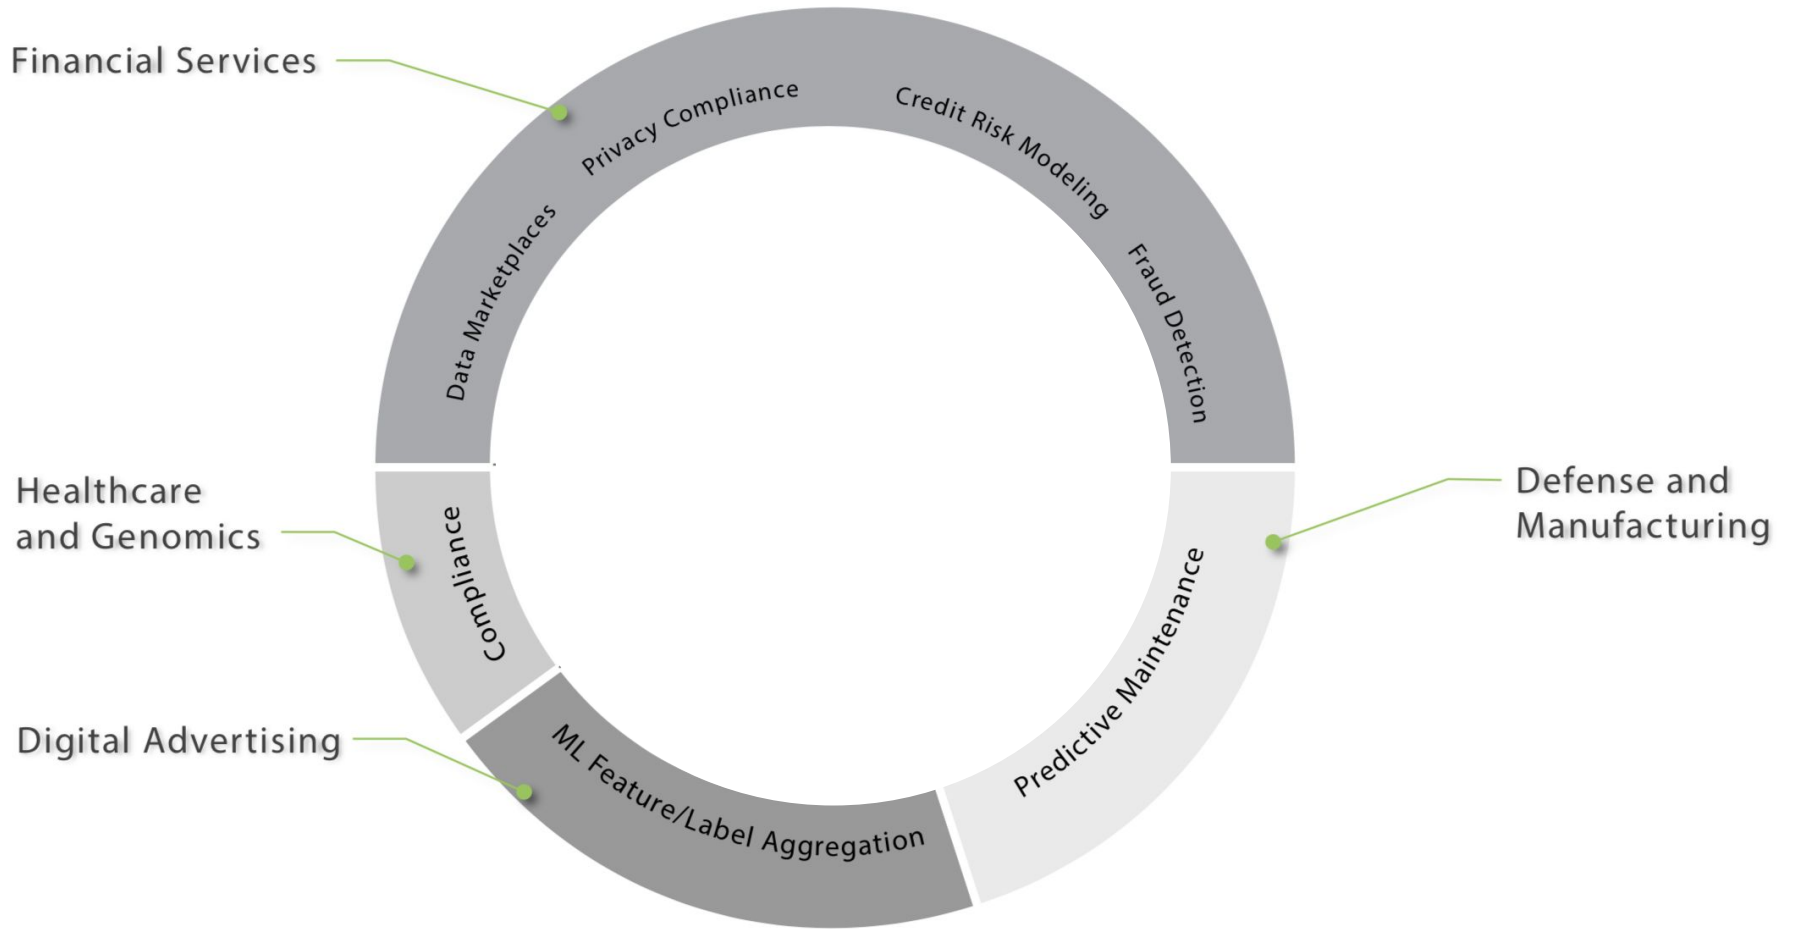 Financial Services
Privacy Compliance
Credit Risk Modeling
Data Marketplaces
Fraud Detection
Healthcare
and Genomics
Compliance
Defense and
Manufacturing
Predictive Maintenance
Digital Advertising
ML Feature/Label Aggregation